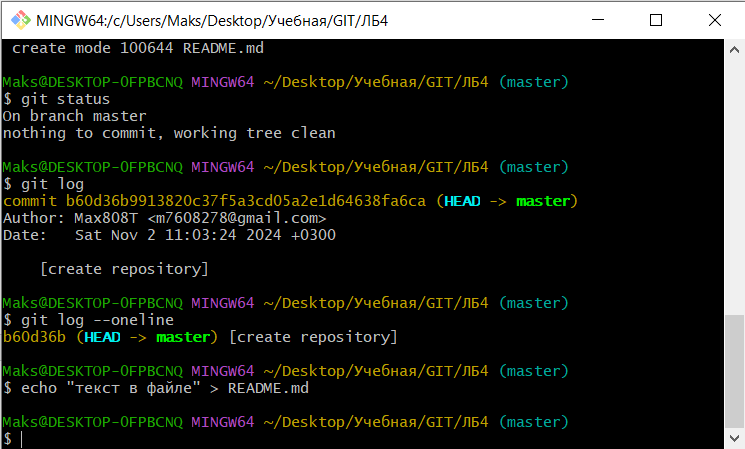 MINGW64:/c/Users/Maks/Desktop/Учебная/GIT/ЛБ4
 create mode 100644 README.md
Maks@DESKTOP-0FPBCNQ MINGW64 ~/Desktop/Учебная/GIT/ЛБ4 (master)
$ git status
On branch master
nothing to commit, working tree clean
Maks@DESKTOP-0FPBCNQ MINGW64 ~/Desktop/Учебная/GIT/ЛБ4 (master)
$ git log
commit b60d36b9913820c37f5a3cd05a2e1d64638fa6ca (HEAD -> master)
Author: Max808T <m7608278@gmail.com>
Date:   Sat Nov 2 11:03:24 2024 +0300
    [create repository]
Maks@DESKTOP-0FPBCNQ MINGW64 ~/Desktop/Учебная/GIT/ЛБ4 (master)
$ git log --oneline
b60d36b (HEAD -> master) [create repository]
Maks@DESKTOP-0FPBCNQ MINGW64 ~/Desktop/Учебная/GIT/ЛБ4 (master)
$ echo "текст в файле" > README.md
Maks@DESKTOP-0FPBCNQ MINGW64 ~/Desktop/Учебная/GIT/ЛБ4 (master)
$